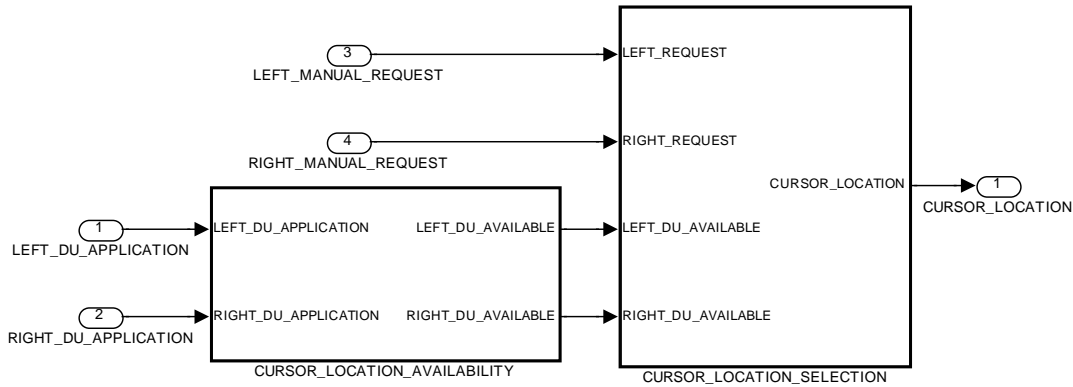 3
LEFT_MANUAL_REQUEST
LEFT_REQUEST
4
RIGHT_MANUAL_REQUEST
RIGHT_REQUEST
CURSOR_LOCATION
1
CURSOR_LOCATION
1
LEFT_DU_APPLICATION
LEFT_DU_APPLICATION
LEFT_DU_AVAILABLE
LEFT_DU_AVAILABLE
2
RIGHT_DU_APPLICATION
RIGHT_DU_APPLICATION
RIGHT_DU_AVAILABLE
RIGHT_DU_AVAILABLE
CURSOR_LOCATION_AVAILABILITY
CURSOR_LOCATION_SELECTION